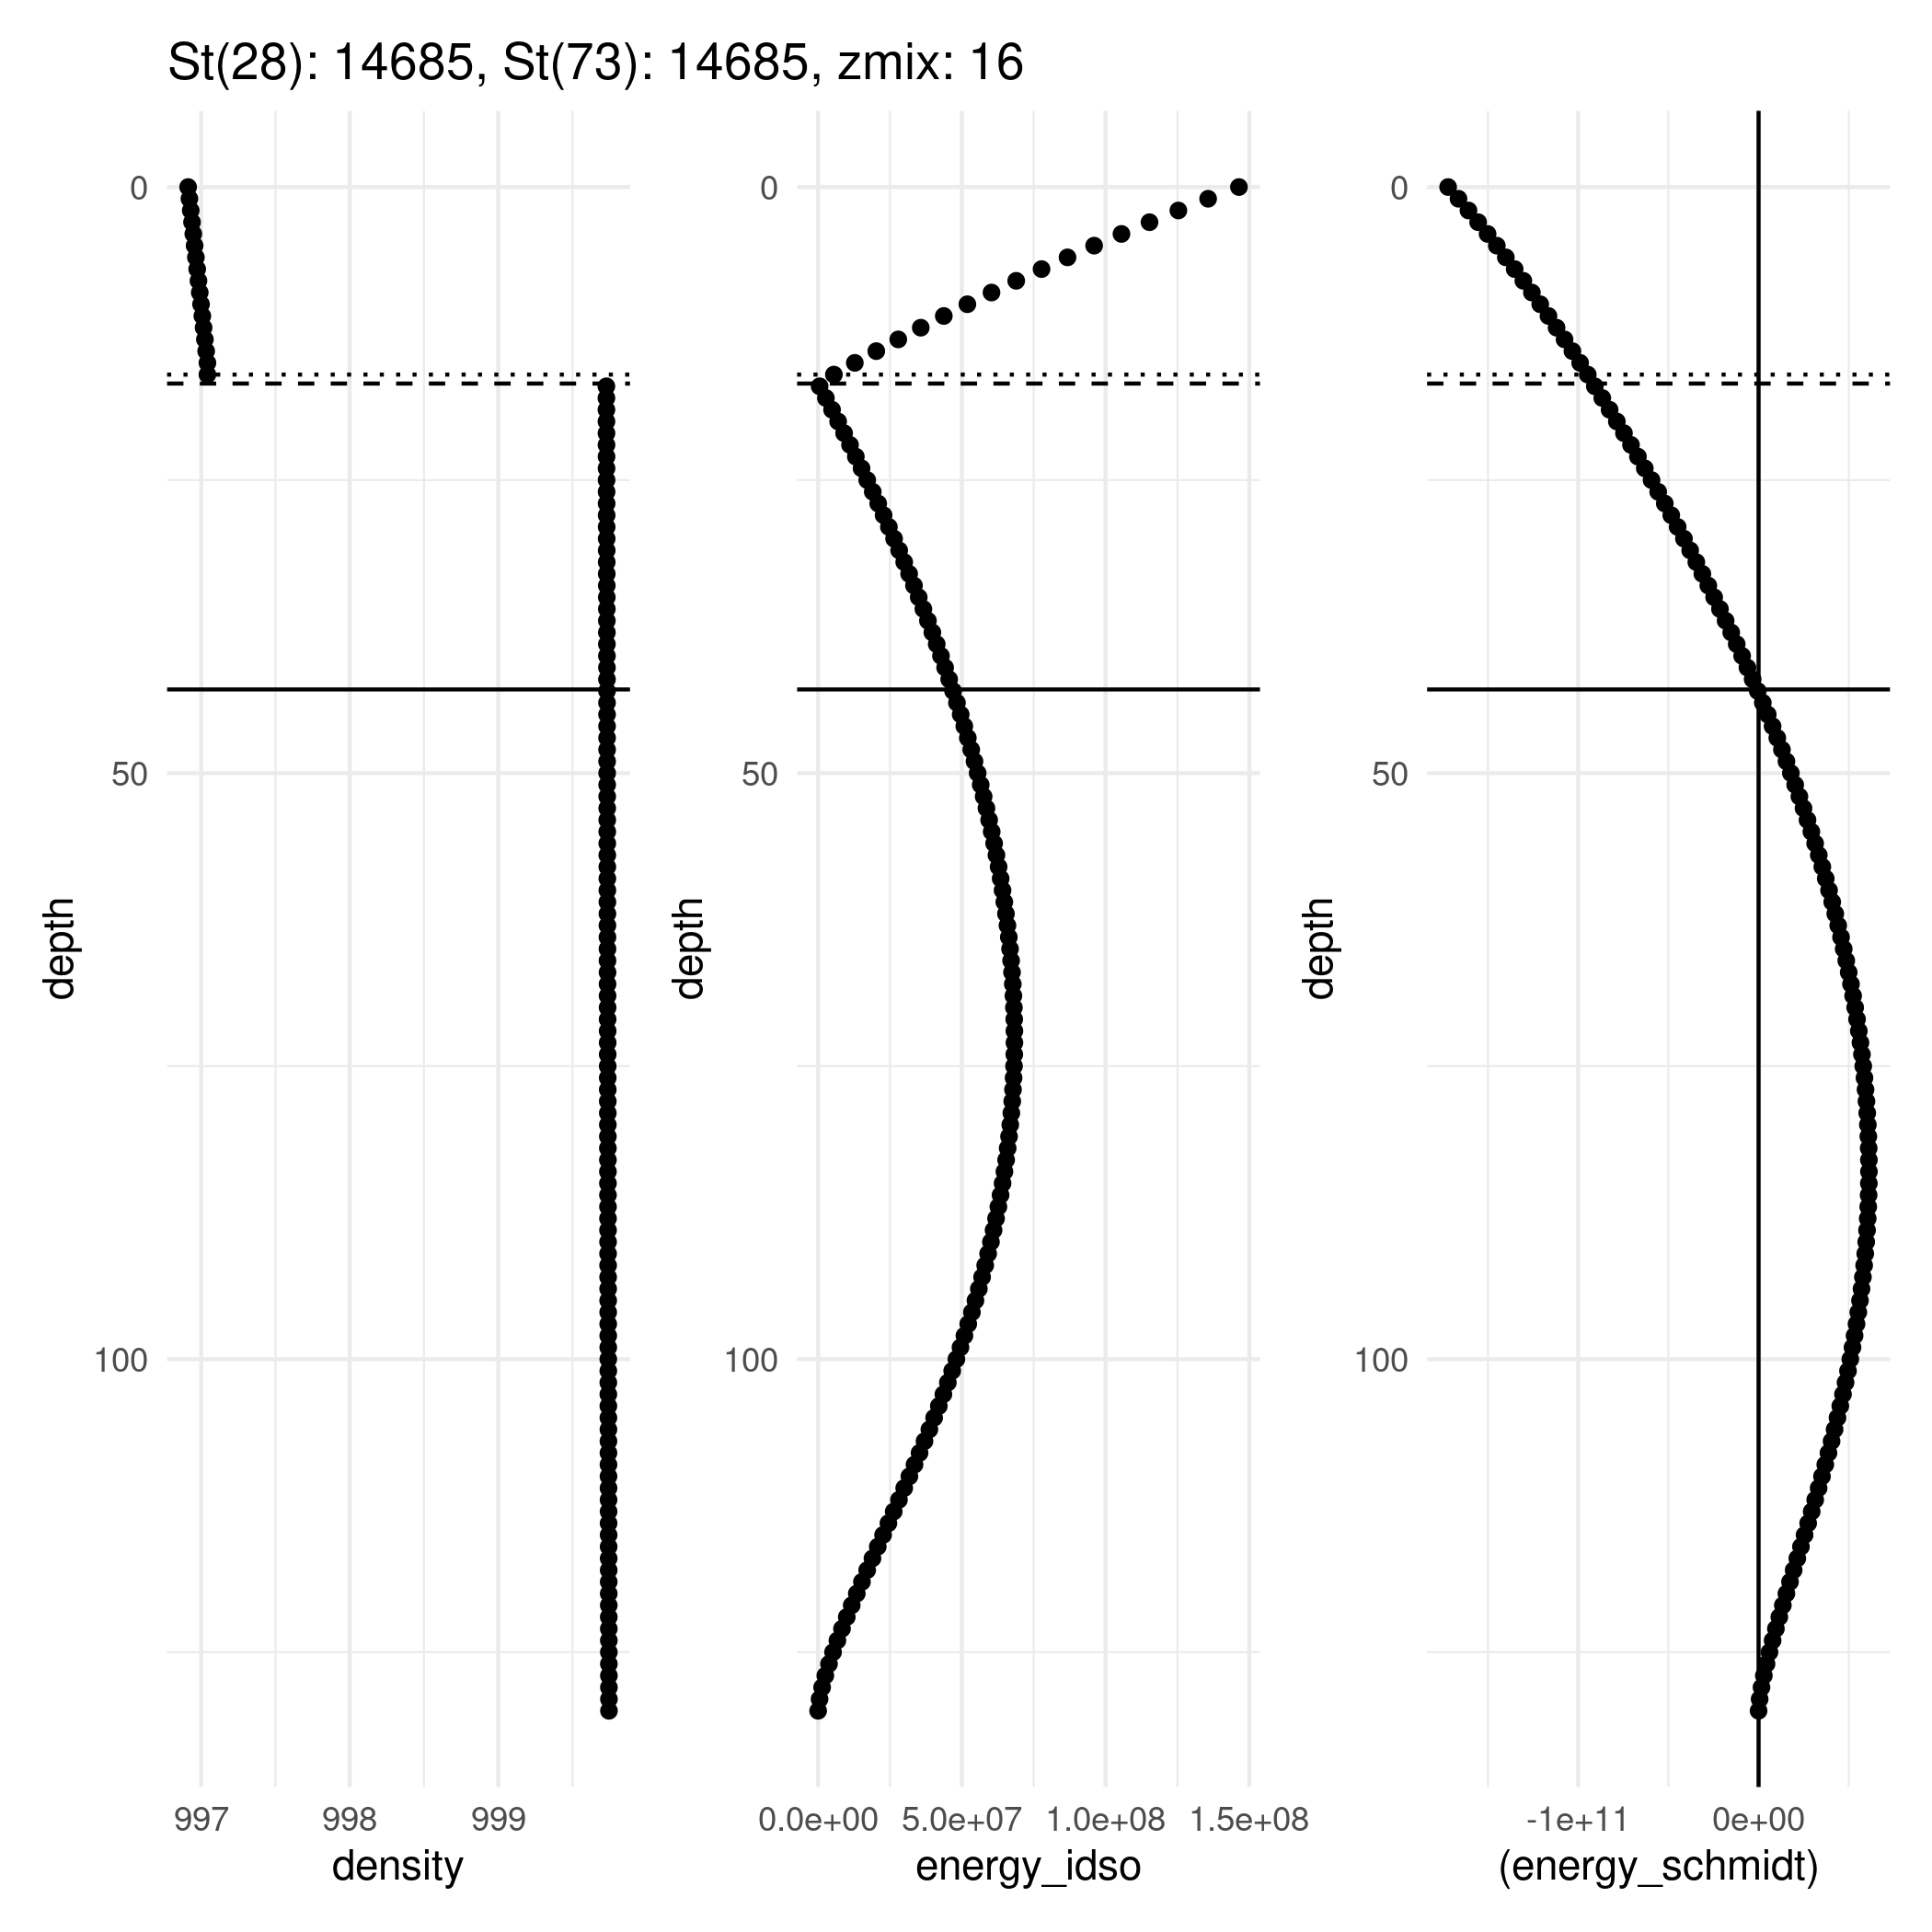 St(28): 14685, St(73): 14685, zmix: 16
0
50
100
depth
997 998 999
density
0
50
100
depth
0.0e+00 5.0e+07 1.0e+08 1.5e+08
energy_idso
0
50
100
depth
-1e+11 0e+00
(energy_schmidt)